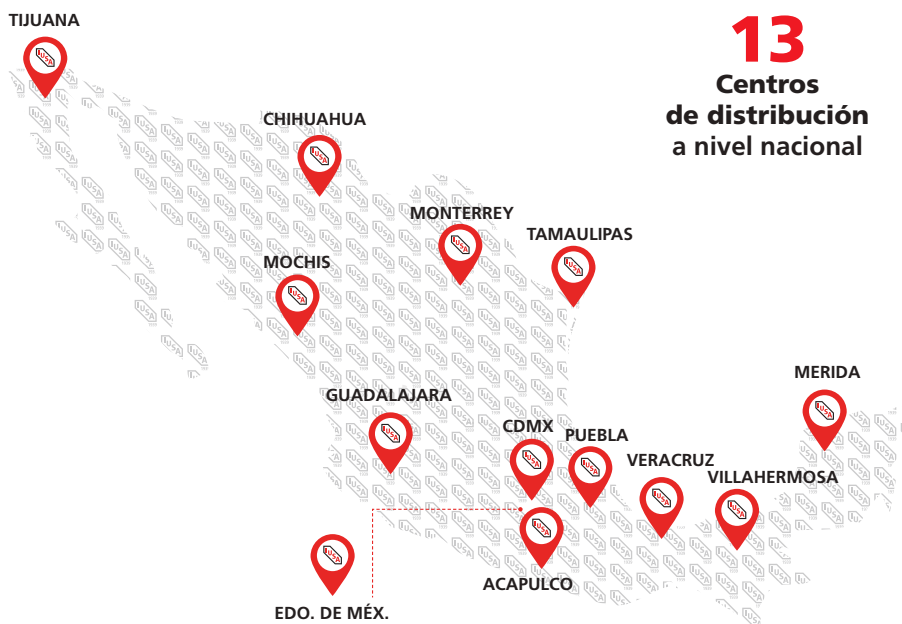 TIJUANA
13
Centros
de distribución
a nivel nacional
CHIHUAHUA
MONTERREY
TAMAULIPAS
MOCHIS
MERIDA
GUADALAJARA
CDMX
PUEBLA
VERACRUZ
VILLAHERMOSA
ACAPULCO
EDO. DE MÉX.
IUSA